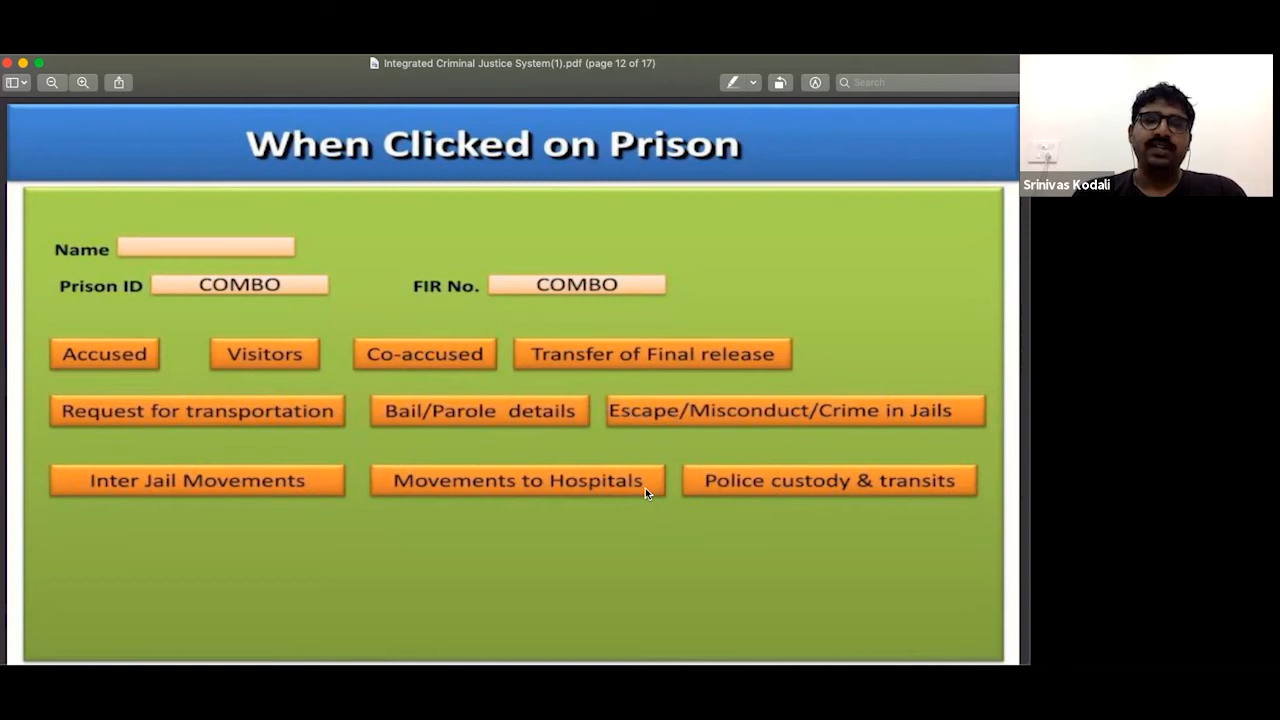 Integrated Criminal Justice System(1).pdf (page 12 of 17)
Search
When Clicked on Prison
Srinivas Kodali
Name
Prison ID COMBO FIR No. COMBO
Accused Visitors Co-accused Transfer of Final release
Request for transportation Bail/Parole details Escape/Misconduct/Crime in Jails
Inter Jail Movements Movements to Hospitals Police custody & transits